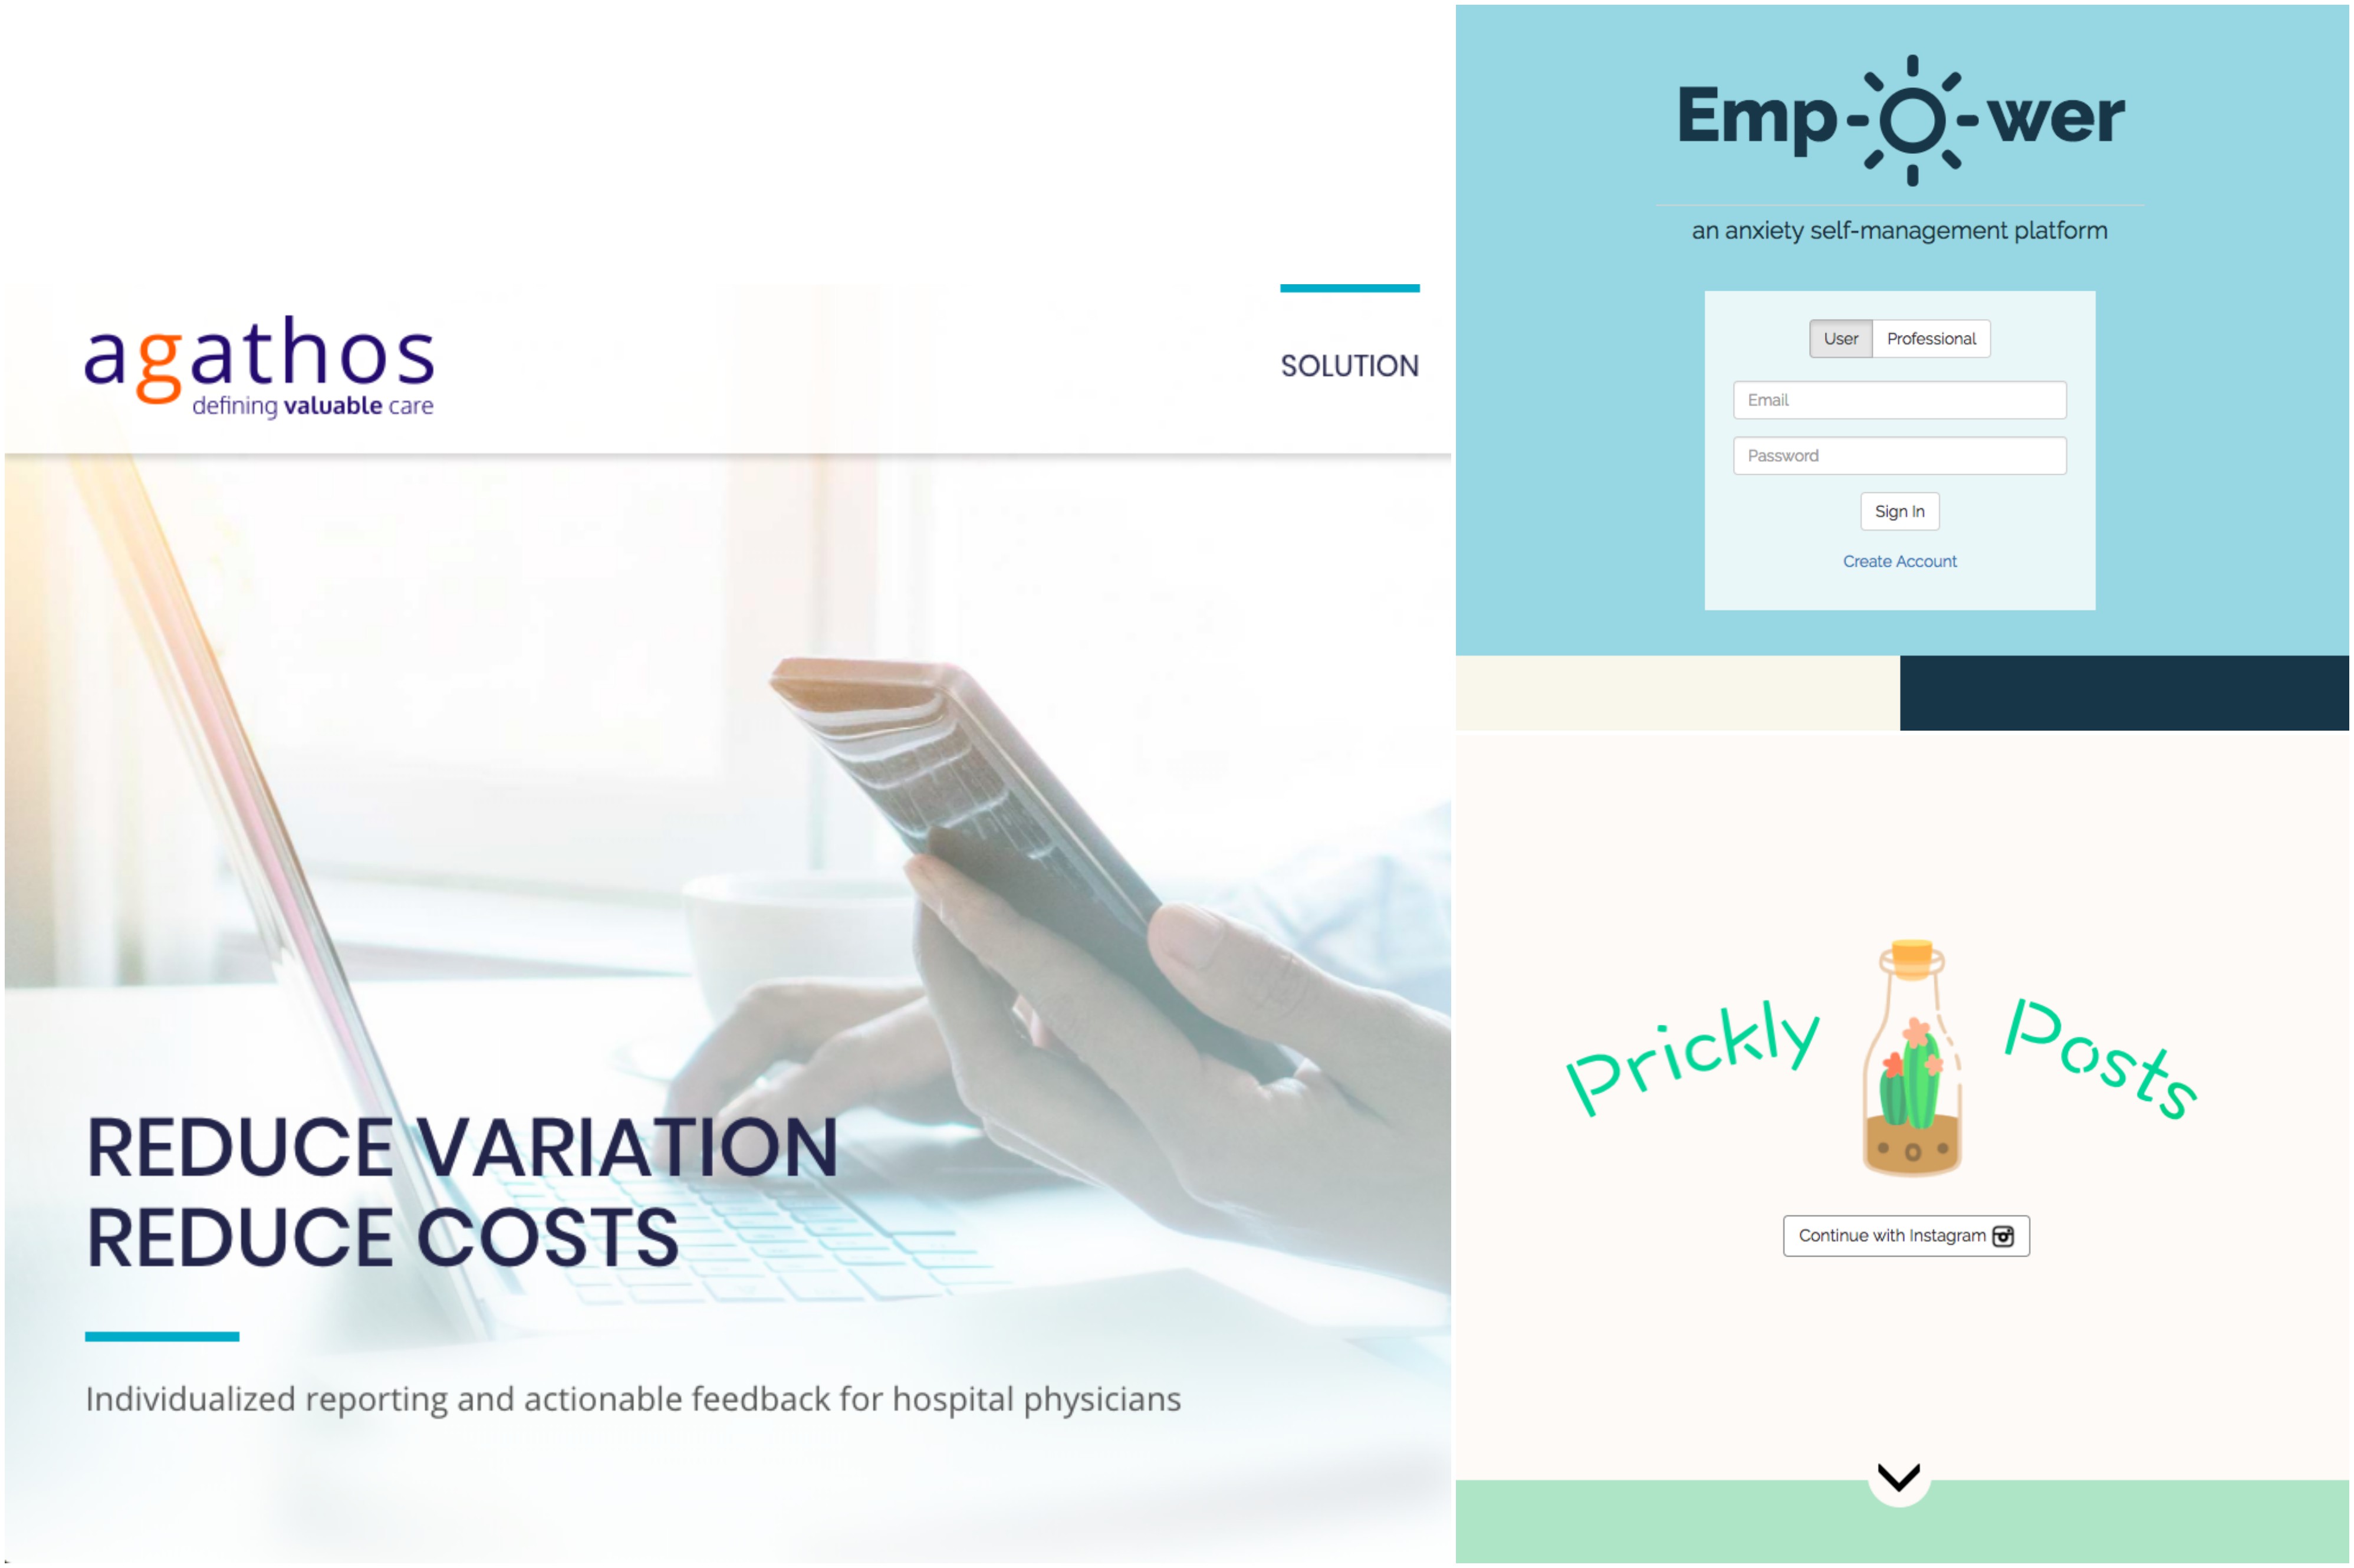 agathos
defining valuable care
SOLUTION
REDUCE VARIATION
REDUCE COSTS
Individualized reporting and actionable feedback for hospital physicians
Emp-O-wer
an anxiety self-management platform
User
Professional
Email
Password
Sign In
Create Account
Prickly Posts
Continue with Instagram